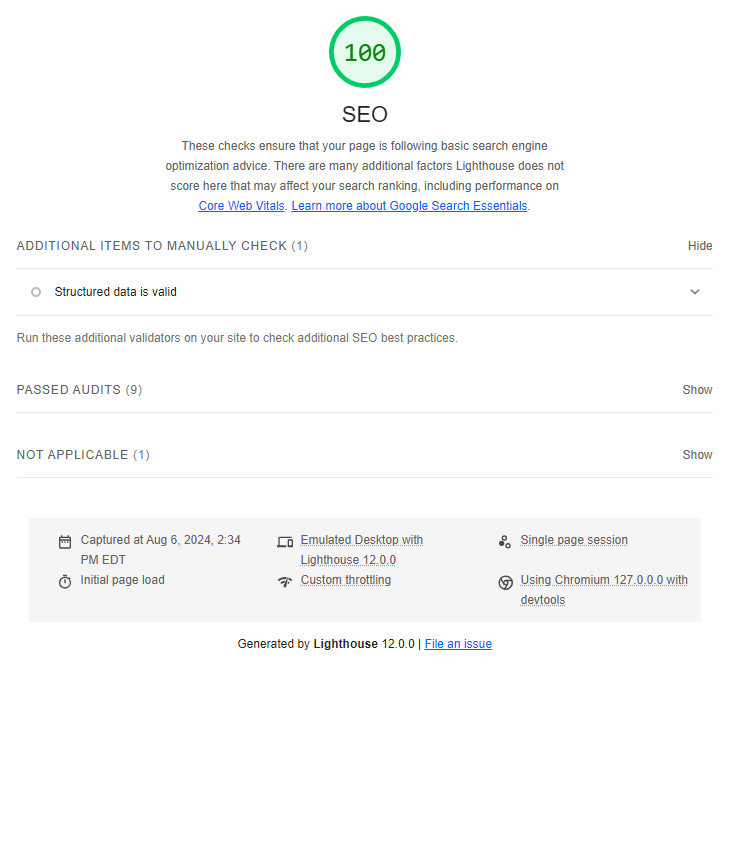 100
SEO
These checks ensure that your page is following basic search engine
optimization advice. There are many additional factors Lighthouse does not
score here that may affect your search ranking, including performance on
Core Web Vitals. Learn more about Google Search Essentials.
ADDITIONAL ITEMS TO MANUALLY CHECK (1)
Hide
Structured data is valid
Run these additional validators on your site to check additional SEO best practices.
PASSED AUDITS (9)
Show
NOT APPLICABLE (1)
Show
Captured at Aug 6, 2024, 2:34
PM EDT
Emulated Desktop with
Lighthouse 12.0.0
Single page session
Initial page load
Custom throttling
Using Chromium 127.0.0.0 with
devtools
Generated by Lighthouse 12.0.0 | File an issue